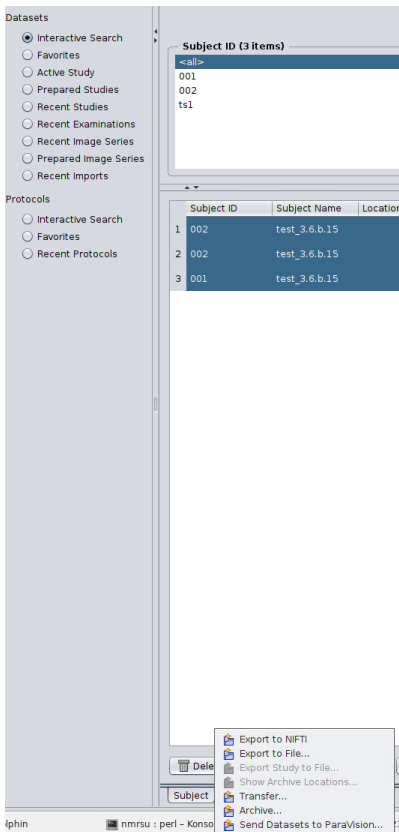 Datasets
Interactive Search
Favorites
Active Study
Prepared Studies
Recent Studies
Recent Examinations
Recent Image Series
Prepared Image Series
Recent Imports
Protocols
Interactive Search
Favorites
Recent Protocols
Subject ID (3 items)
<all>
001
002
ts1
Subject ID Subject Name Location
1 002 test_3.6.b.15
2 002 test_3.6.b.15
3 001 test_3.6.b.15
Dele
Subject
Export to NIFTI
Export to File...
Export Study to File...
Show Archive Locations...
Transfer...
Archive...
Send Datasets to ParaVision...
lphin nmrsu : perl – Konso